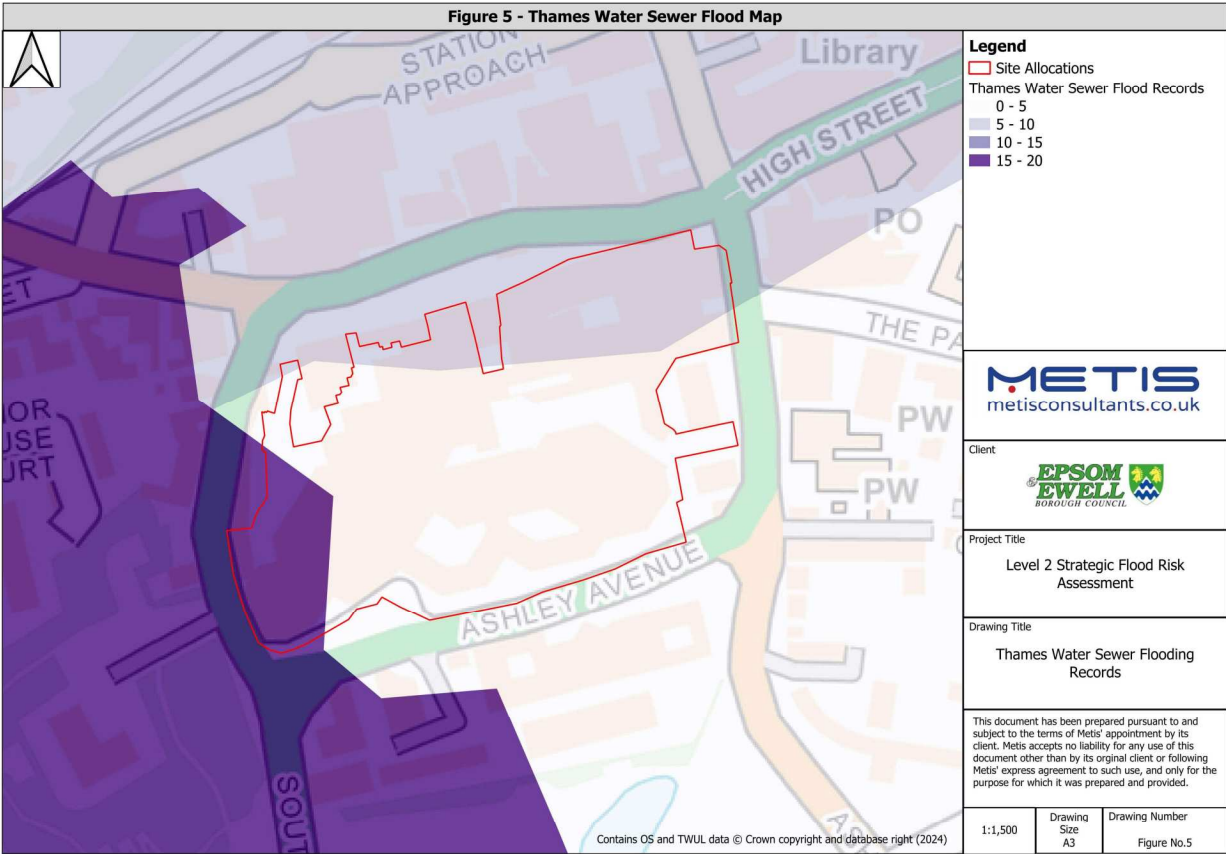 Figure 5 - Thames Water Sewer Flood Map
STATION
APPROACH
Library
HIGH STREET
PO
THE PA
ET
IOR
USE
URT
PW
PW
ASHLEY AVENUE
SOUT
ASH
Contains OS and TWUL data © Crown copyright and database right (2024)
Legend
Site Allocations
Thames Water Sewer Flood Records
0 - 5
5 - 10
10 - 15
15 - 20
METIS
metisconsultants.co.uk
Client
EPSOM
& EWELL
BOROUGH COUNCIL
Project Title
Level 2 Strategic Flood Risk
Assessment
Drawing Title
Thames Water Sewer Flooding
Records
This document has been prepared pursuant to and
subject to the terms of Metis' appointment by its
client. Metis accepts no liability for any use of this
document other than by its orginal client or following
Metis' express agreement to such use, and only for the
purpose for which it was prepared and provided.
1:1,500
Drawing
Size
A3
Drawing Number
Figure No.5